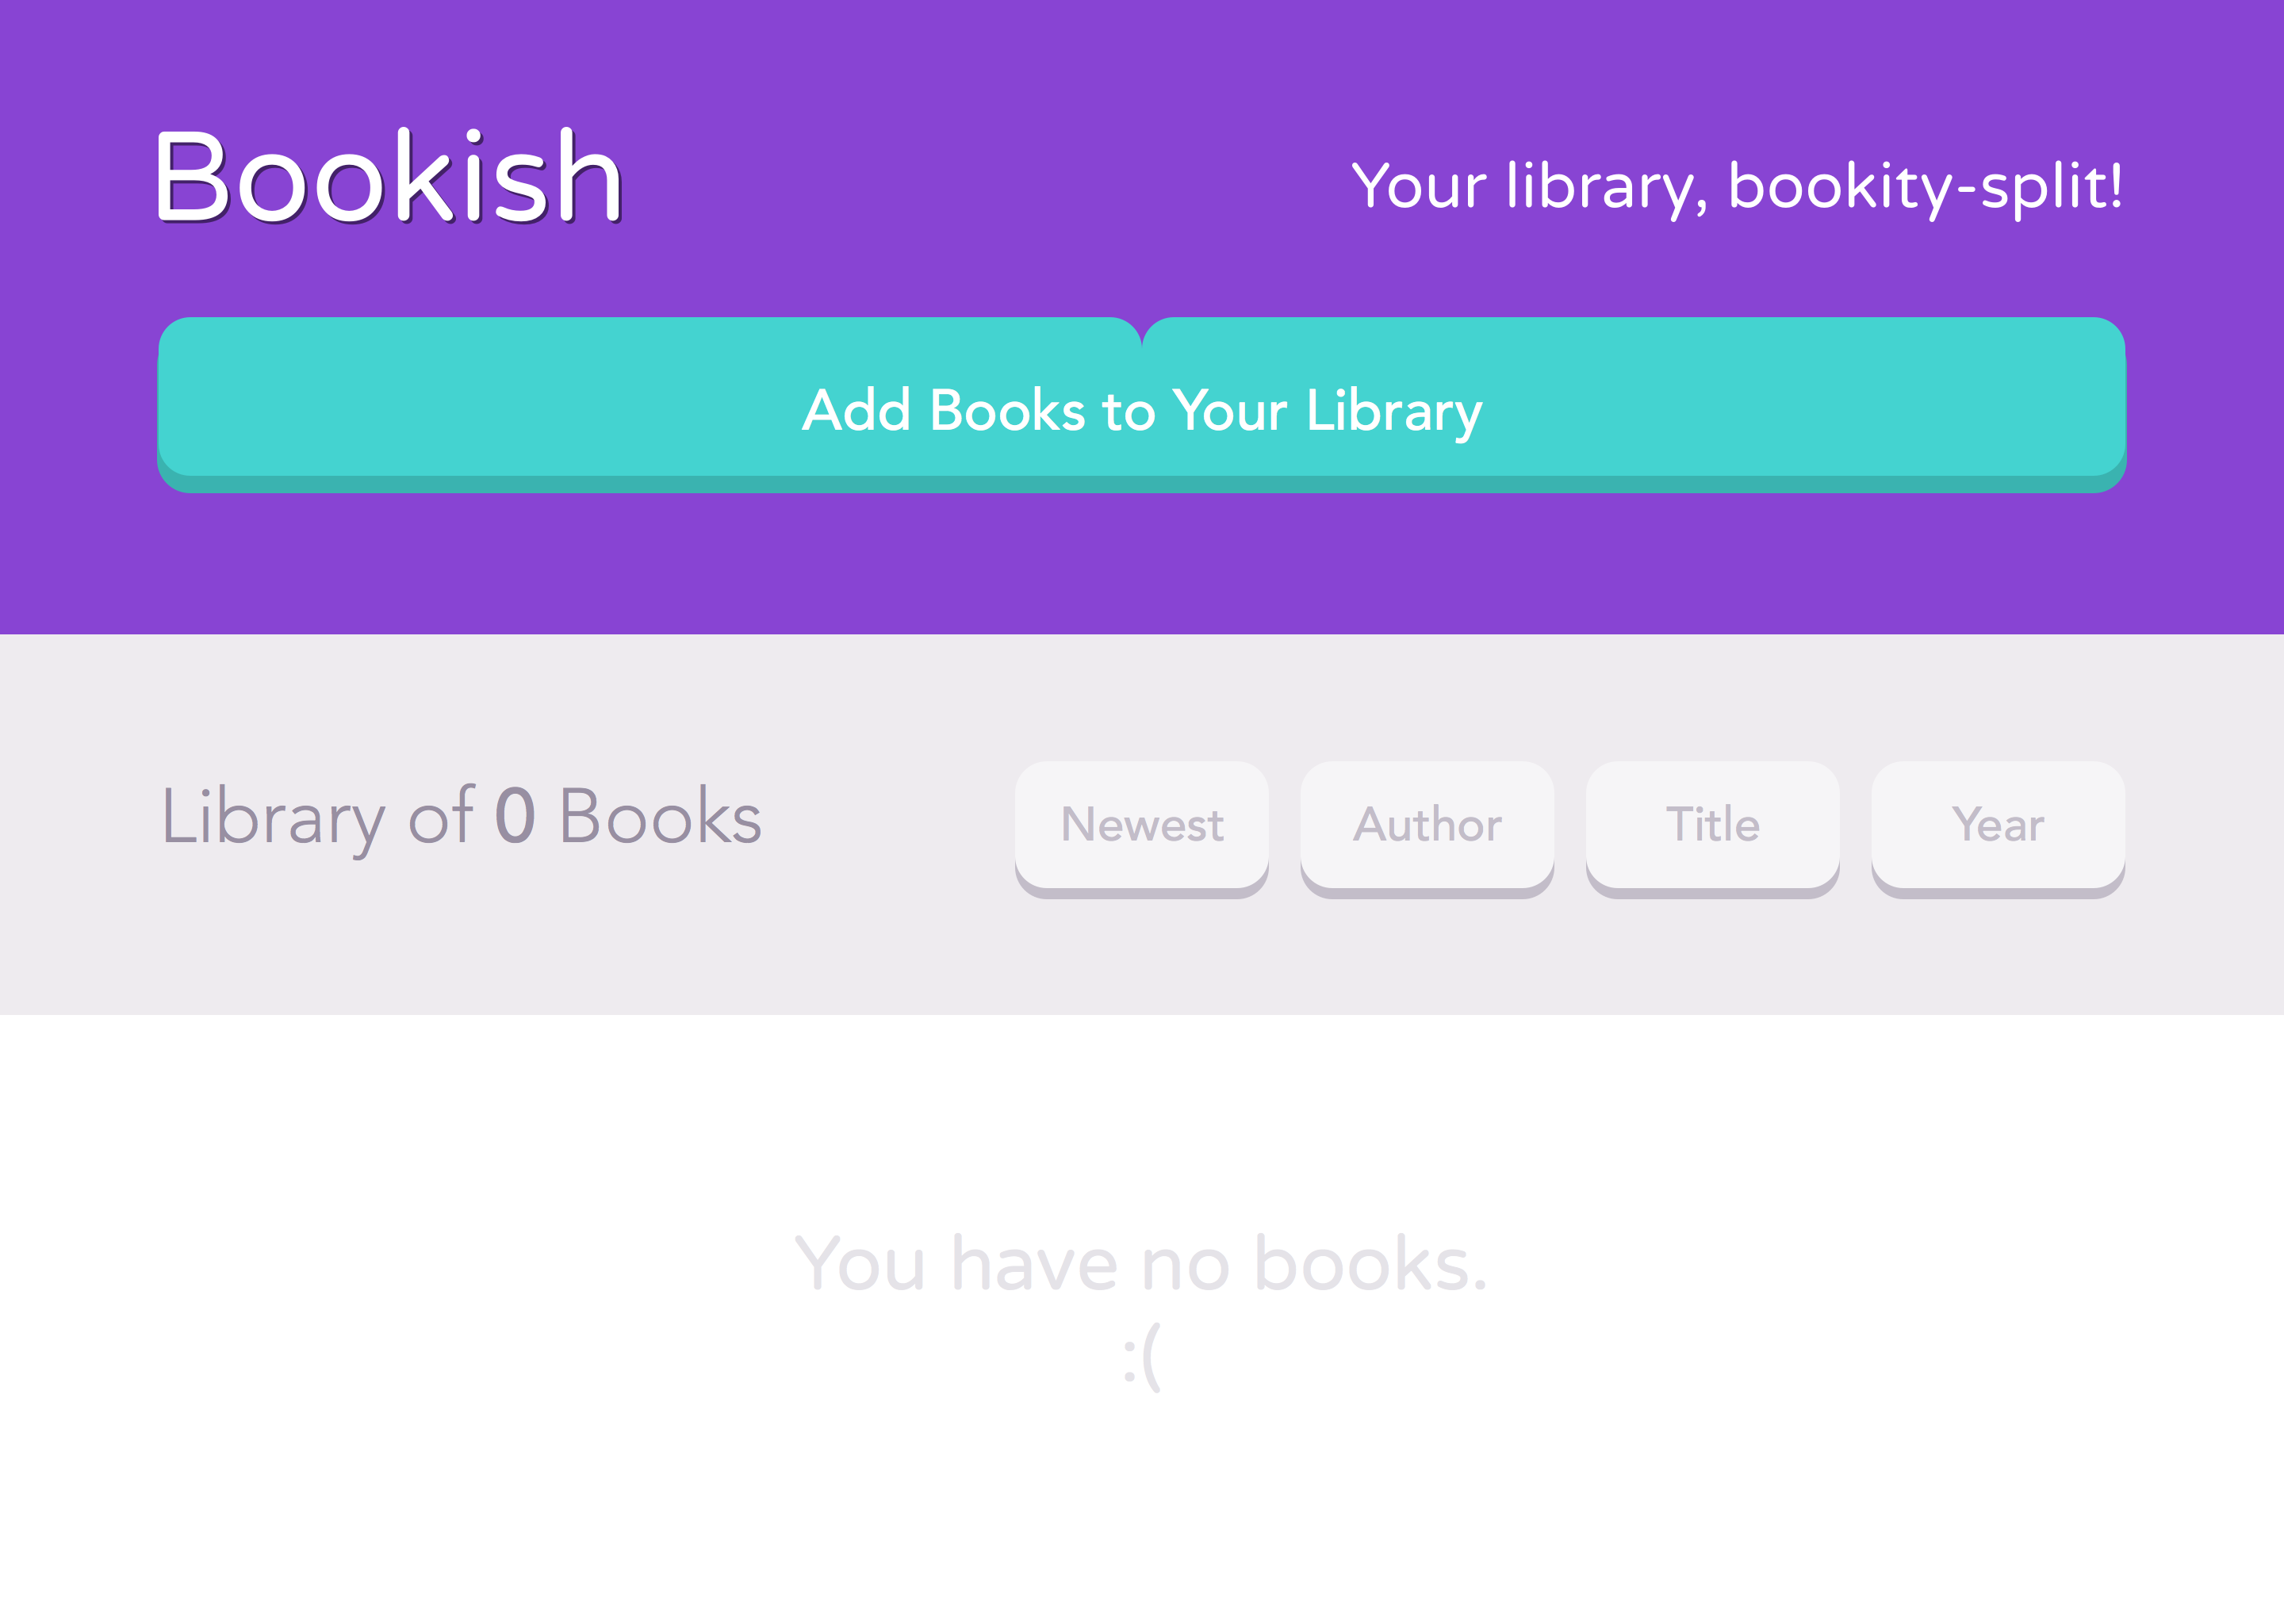 Bookish
Your library, bookity-split!
Add Books to Your Library
Library of 0 Books
Newest
Author
Title
Year
You have no books.
:(